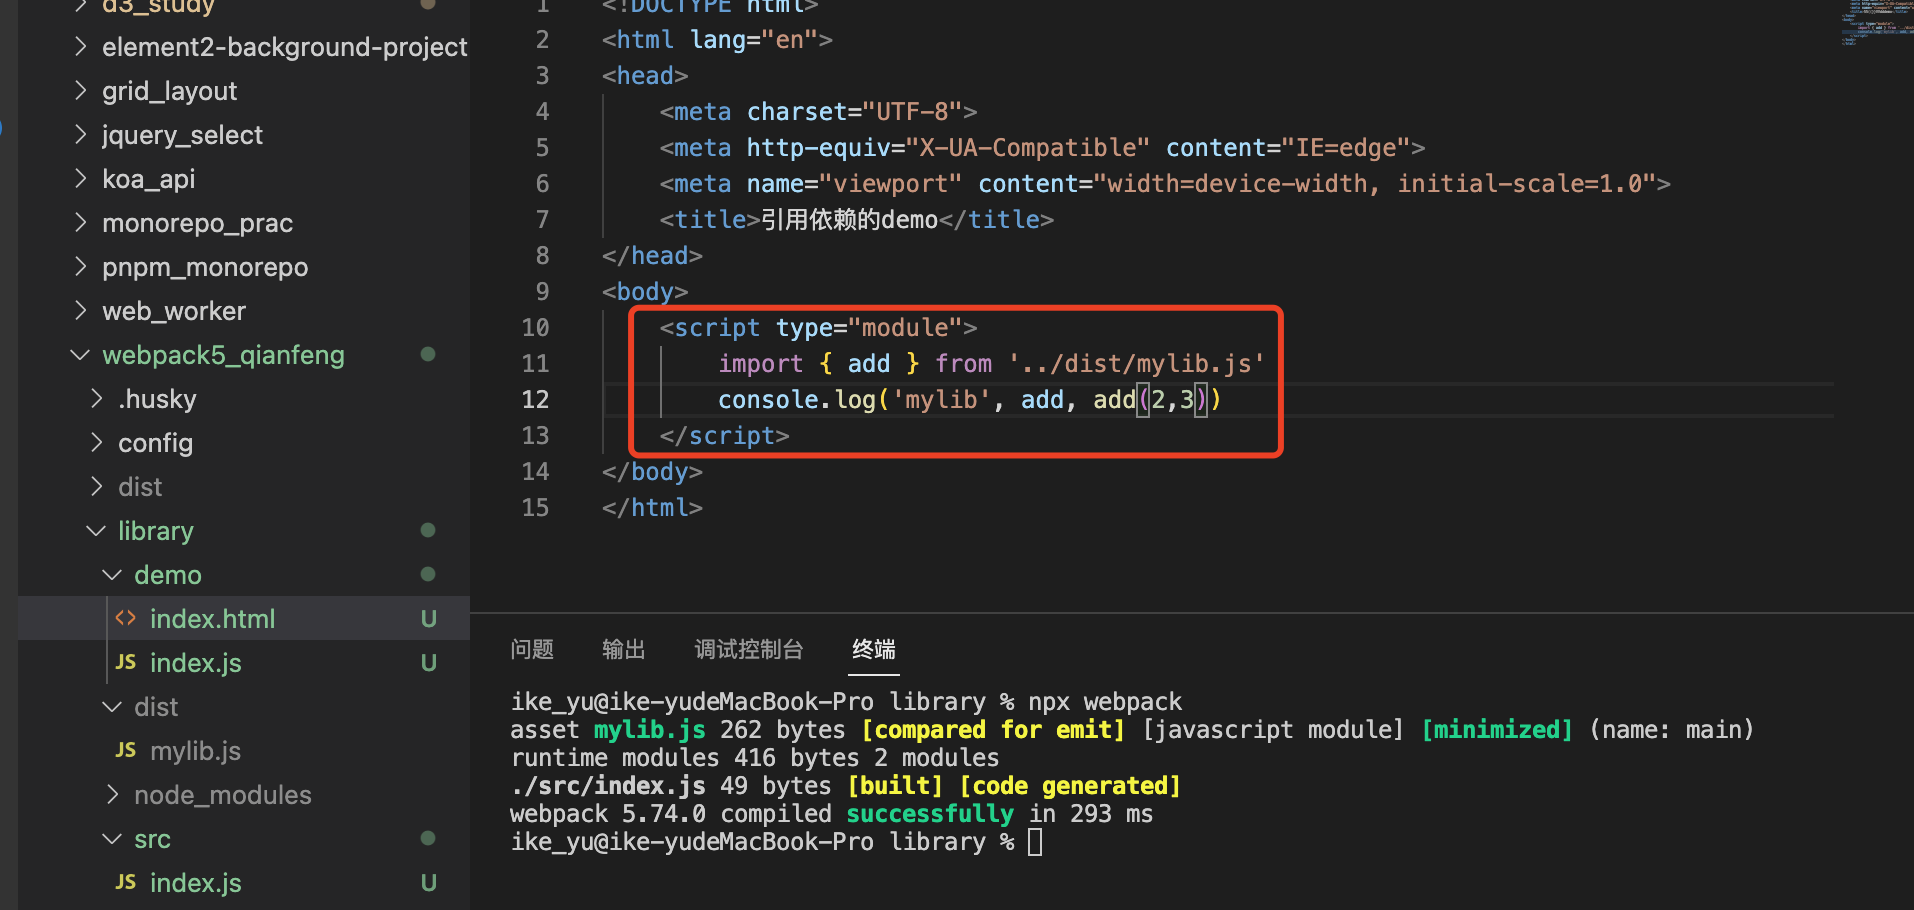 d3_study
element2-background-project
grid_layout
jquery_select
koa_api
monorepo_prac
pnpm_monorepo
web_worker
webpack5_qianfeng
.husky
config
dist
library
demo
index.html U
JS index.js U
dist
JS mylib.js
node_modules
src
JS index.js U
1 <!DOCTYPE html>
2 <html lang="en">
3 <head>
4 <meta charset="UTF-8">
5 <meta http-equiv="X-UA-Compatible" content="IE=edge">
6 <meta name="viewport" content="width=device-width, initial-scale=1.0">
7 <title>引用依赖的demo</title>
8 </head>
9 <body>
10 <script type="module">
11 import { add } from '../dist/mylib.js'
12 console.log('mylib', add, add(2,3))
13 </script>
14 </body>
15 </html>
问题 输出 调试控制台 终端
ike_yu@ike-yudeMacBook-Pro library % npx webpack
asset mylib.js 262 bytes [compared for emit] [javascript module] [minimized] (name: main)
runtime modules 416 bytes 2 modules
./src/index.js 49 bytes [built] [code generated]
webpack 5.74.0 compiled successfully in 293 ms
ike_yu@ike-yudeMacBook-Pro library %